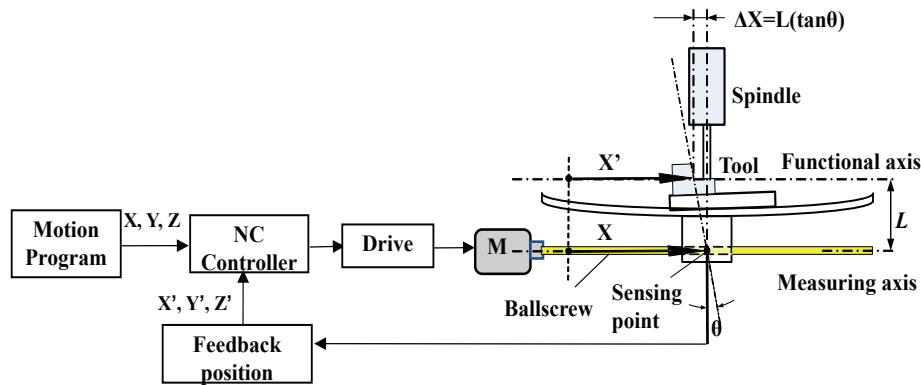 ΔX=L(tanθ)
Spindle
X’
Tool
Functional axis
L
Motion
Program
X, Y, Z
NC
Controller
Drive
M
X
Measuring axis
Ballscrew
Sensing
point
θ
X’, Y’, Z’
Feedback
position